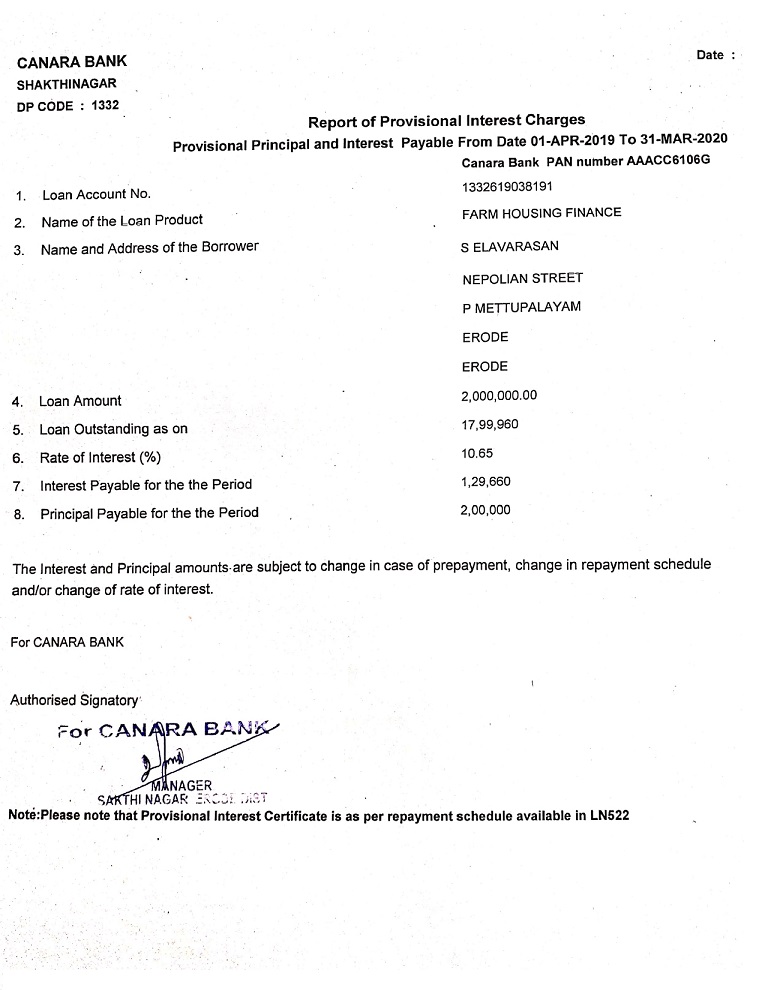 CANARA BANK
Date :
SHAKTHINAGAR
DP CODE : 1332
Report of Provisional Interest Charges
Provisional Principal and Interest Payable From Date 01-APR-2019 To 31-MAR-2020
Canara Bank PAN number AAACC6106G
1. Loan Account No. 1332619038191
2. Name of the Loan Product FARM HOUSING FINANCE
3. Name and Address of the Borrower S ELAVARASAN
NEPOLIAN STREET
P METTUPALAYAM
ERODE
ERODE
4. Loan Amount 2,000,000.00
5. Loan Outstanding as on 17,99,960
6. Rate of Interest (%) 10.65
7. Interest Payable for the the Period 1,29,660
8. Principal Payable for the the Period 2,00,000
The Interest and Principal amounts are subject to change in case of prepayment, change in repayment schedule
and/or change of rate of interest.
For CANARA BANK
Authorised Signatory
For CANARA BANK
MANAGER
SAKTHI NAGAR ERODE DIST
Note:Please note that Provisional Interest Certificate is as per repayment schedule available in LN522